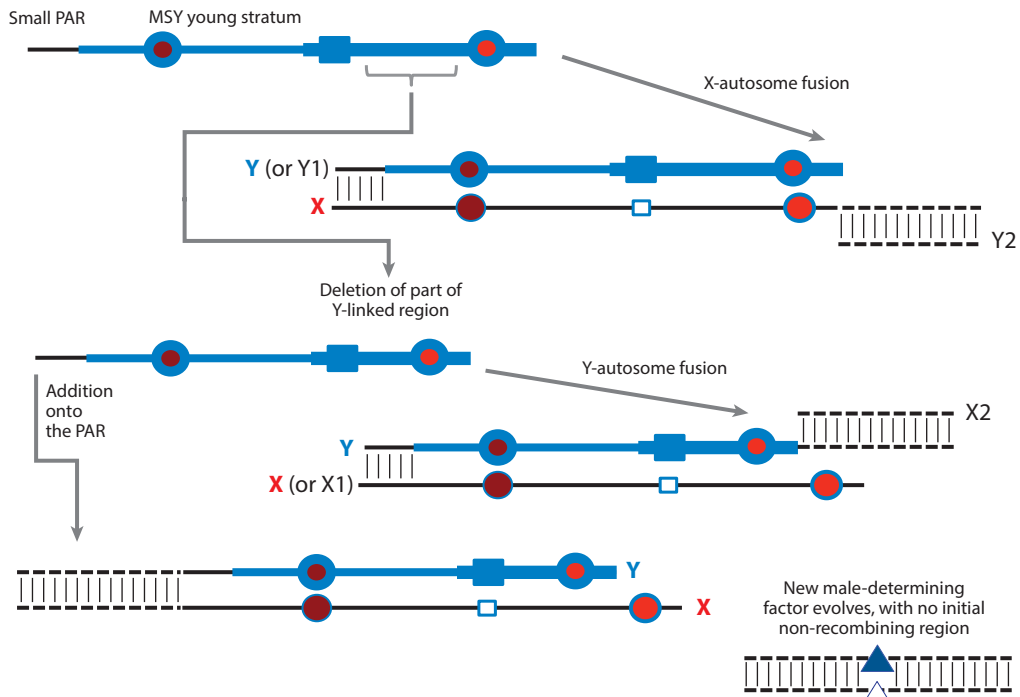 Small PAR
MSY young stratum
X-autosome fusion
Y (or Y1)
X
Y2
Deletion of part of
Y-linked region
Y-autosome fusion
Addition
onto
the PAR
X2
Y
X (or X1)
Y
X
New male-determining
factor evolves, with no initial
non-recombining region